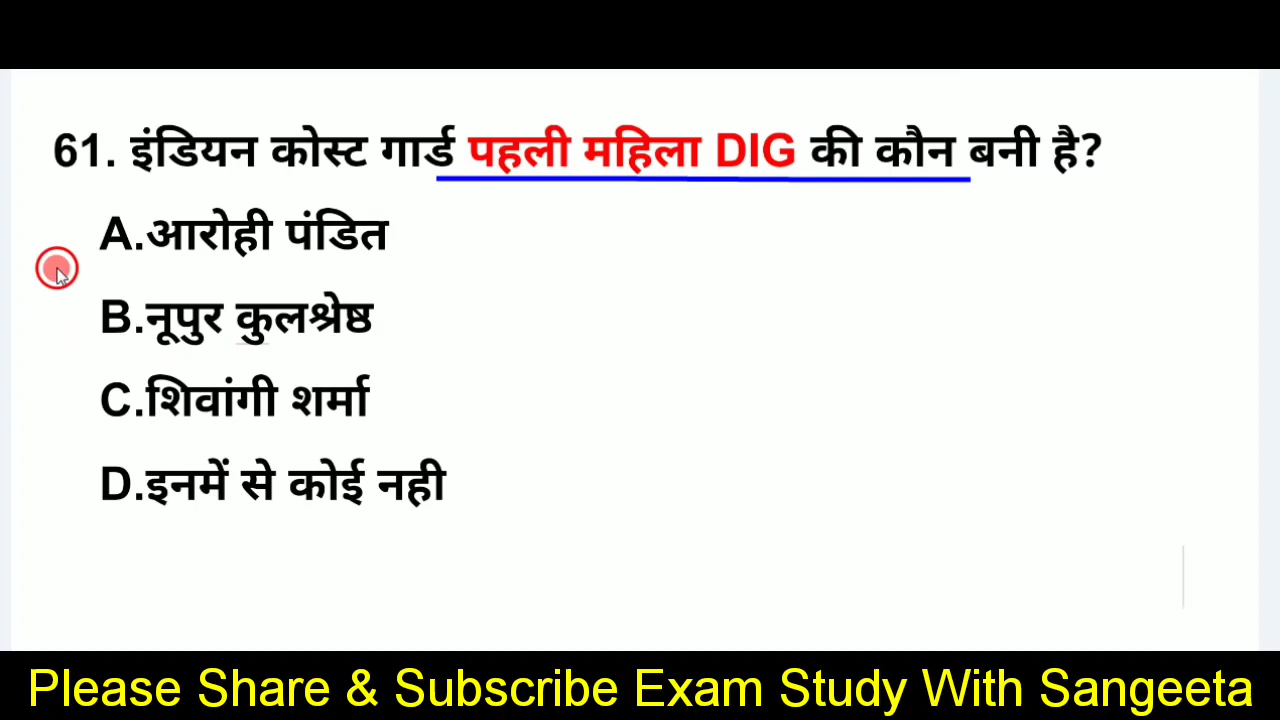 61. इंडियन कोस्ट गार्ड पहली महिला DIG की कौन बनी है?
A.आरोही पंडित
B.नूपुर कुलश्रेष्ठ
C.शिवांगी शर्मा
D.इनमें से कोई नही
Please Share & Subscribe Exam Study With Sangeeta